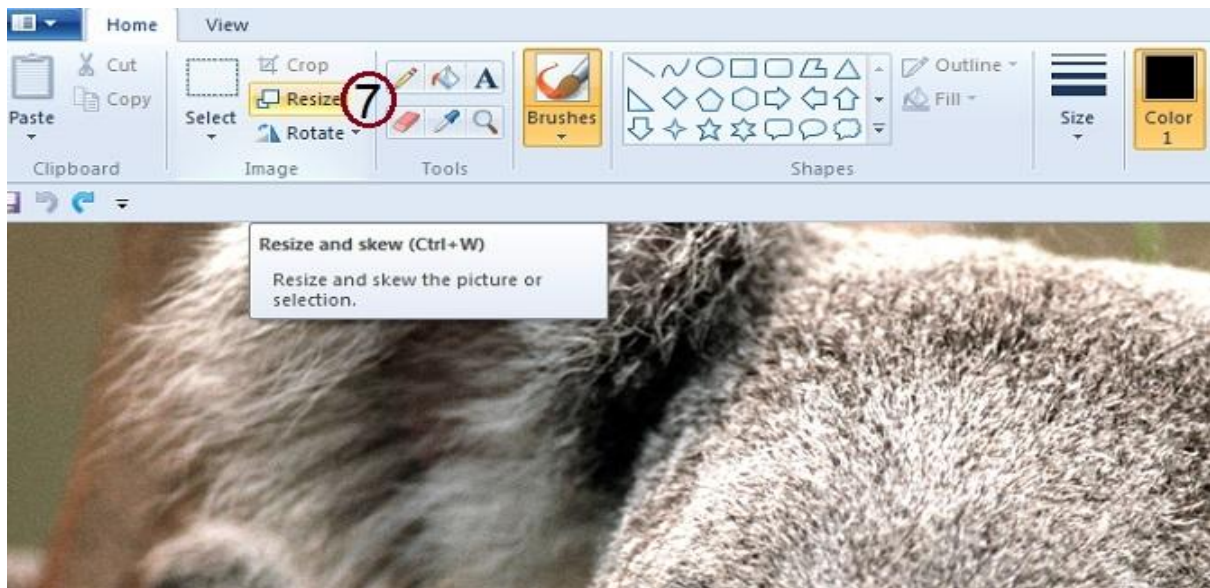 Home View
Cut
Copy
Paste
Clipboard
Select
Crop
Resize
7
Rotate
Image
A
Tools
Brushes
Shapes
Outline
Fill
Size
Color
1
Resize and skew (Ctrl+W)
Resize and skew the picture or
selection.